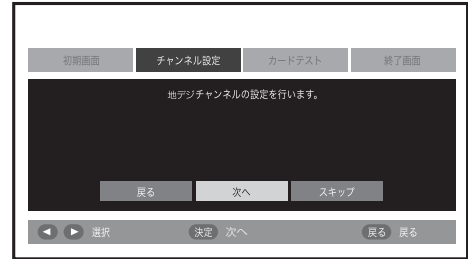 初期画面 チャンネル設定 カードテスト 終了画面
地デジチャンネルの設定を行います。
戻る 次へ スキップ
選択 決定 次へ 戻る 戻る